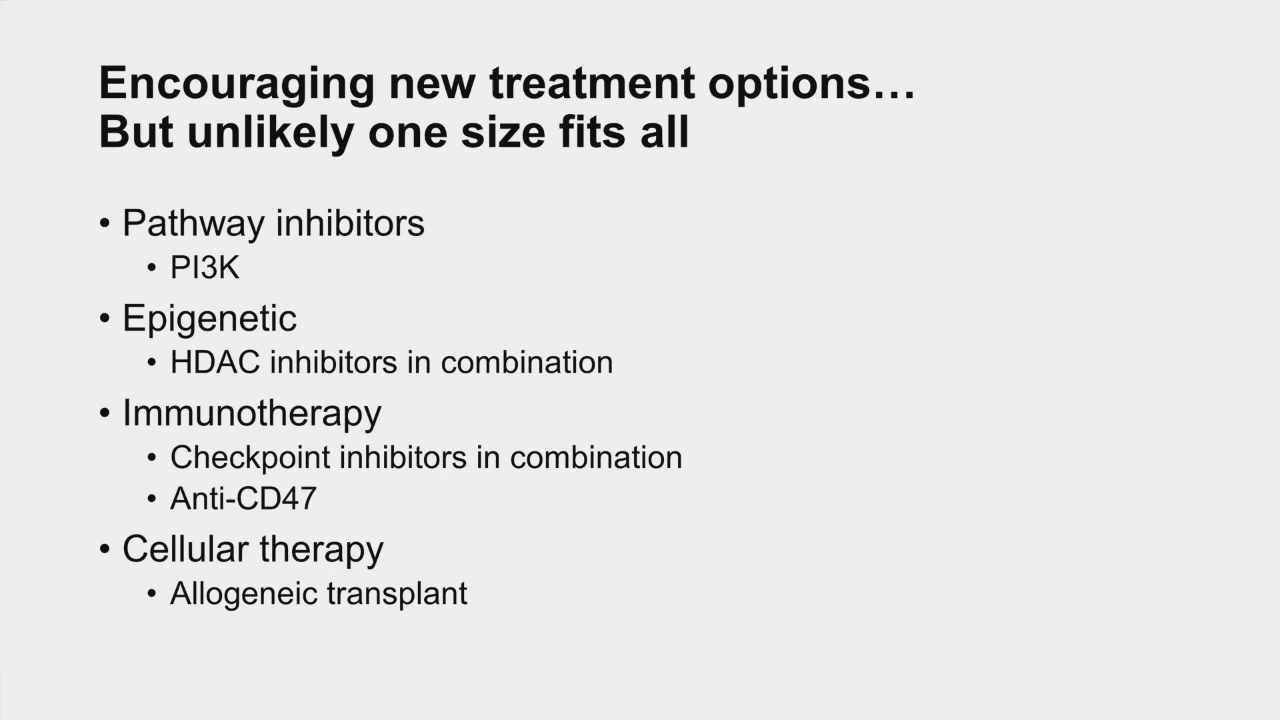 Encouraging new treatment options…
But unlikely one size fits all
• Pathway inhibitors
• PI3K
• Epigenetic
• HDAC inhibitors in combination
• Immunotherapy
• Checkpoint inhibitors in combination
• Anti-CD47
• Cellular therapy
• Allogeneic transplant